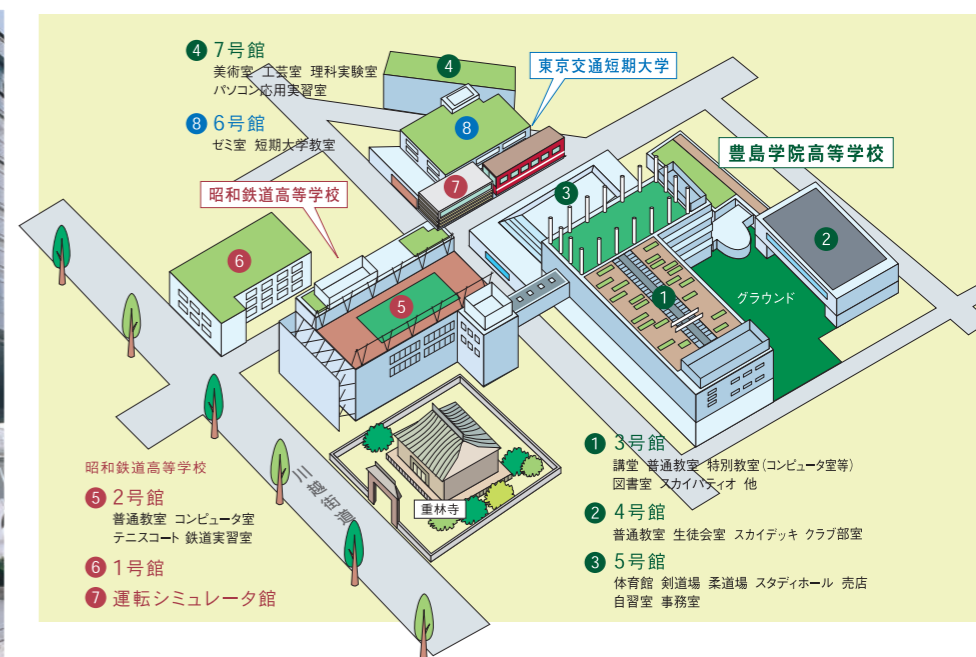 ④ 7号館
美術室 工芸室 理科実験室
パソコン応用実習室
⑧ 6号館
ゼミ室 短期大学教室
昭和鉄道高等学校
東京交通短期大学
豊島学院高等学校
④
⑧
⑦
③
②
⑥
⑤
①
グラウンド
川越街道
重林寺
昭和鉄道高等学校
⑤ 2号館
普通教室 コンピュータ室
テニスコート 鉄道実習室
⑥ 1号館
⑦ 運転シミュレータ館
① 3号館
講堂 普通教室 特別教室(コンピュータ室等)
図書室 スカイパティオ 他
② 4号館
普通教室 生徒会室 スカイデッキ クラブ部室
③ 5号館
体育館 剣道場 柔道場 スタディホール 売店
自習室 事務室